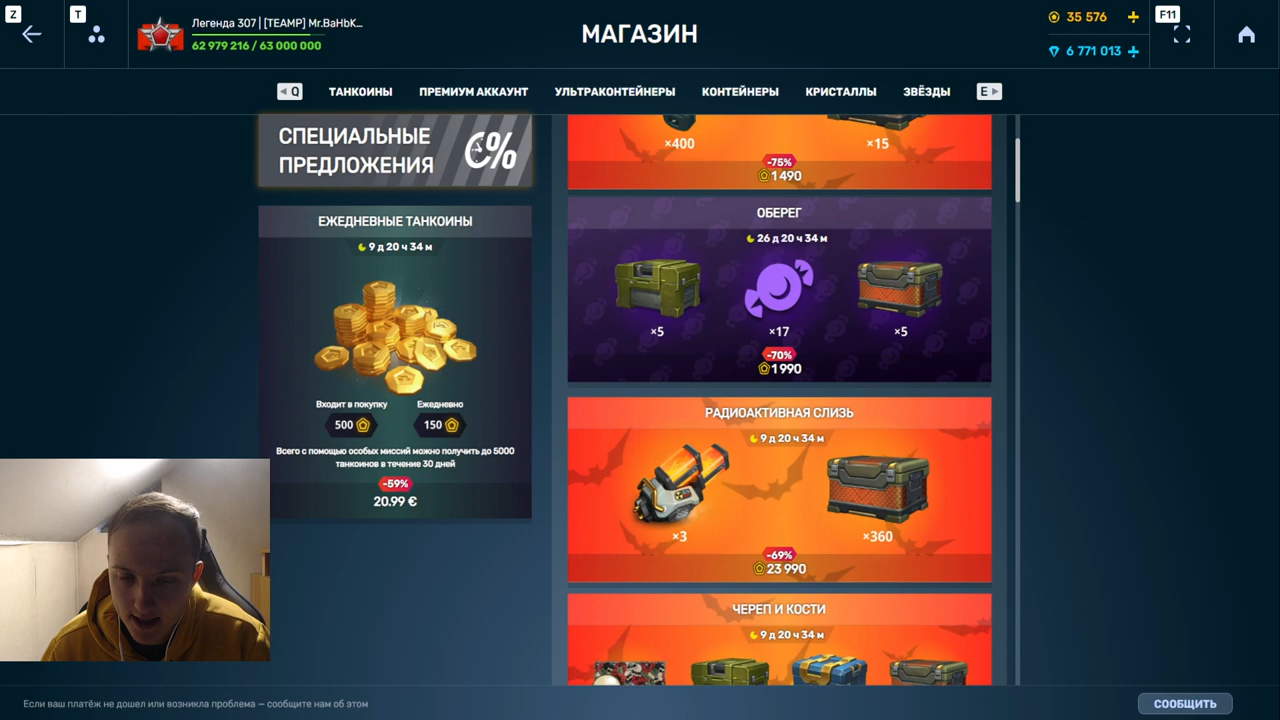 Z
T
Легенда 307 | [TEAMP] Mr.BaHbK...
62 979 216 / 63 000 000
МАГАЗИН
35 576
6 771 013
F11
Q
ТАНКОИНЫ
ПРЕМИУМ АККАУНТ
УЛЬТРАКОНТЕЙНЕРЫ
КОНТЕЙНЕРЫ
КРИСТАЛЛЫ
ЗВЁЗДЫ
E
СПЕЦИАЛЬНЫЕ
ПРЕДЛОЖЕНИЯ
%
ЕЖЕДНЕВНЫЕ ТАНКОИНЫ
9 д 20 ч 34 м
Входит в покупку
Ежедневно
500
150
Всего с помощью особых миссий можно получить до 5000
танкоинов в течение 30 дней
-59%
20.99 €
×400
×15
-75%
1 490
ОБЕРЕГ
26 д 20 ч 34 м
×5
×17
×5
-70%
1 990
РАДИОАКТИВНАЯ СЛИЗЬ
9 д 20 ч 34 м
×3
×360
-69%
23 990
ЧЕРЕП И КОСТИ
9 д 20 ч 34 м
Если ваш платёж не дошел или возникла проблема — сообщите нам об этом
СООБЩИТЬ